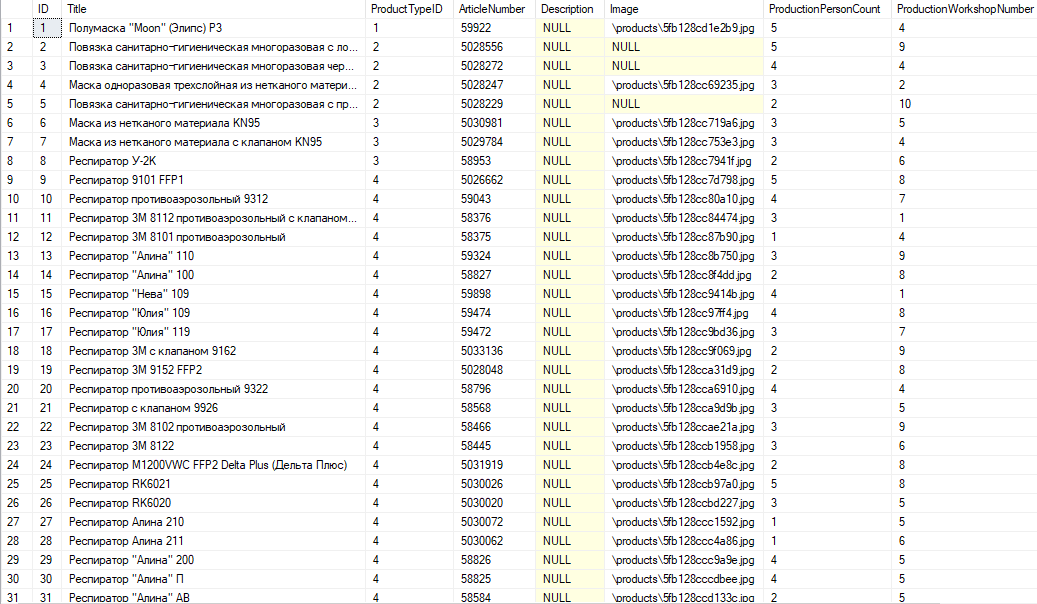 ID Title ProductTypeID ArticleNumber Description Image ProductionPersonCount ProductionWorkshopNumber
1 1 Полумаска "Moon" (Элипс) P3 1 59922 NULL \products\5fb128cd1e2b9.jpg 5 4
2 2 Повязка санитарно-гигиеническая многоразовая с ло... 2 5028556 NULL NULL 5 9
3 3 Повязка санитарно-гигиеническая многоразовая чер... 2 5028272 NULL NULL 4 4
4 4 Маска одноразовая трехслойная из нетканого матери... 2 5028247 NULL \products\5fb128cc69235.jpg 3 2
5 5 Повязка санитарно-гигиеническая многоразовая с пр... 2 5028229 NULL NULL 2 10
6 6 Маска из нетканого материала KN95 3 5030981 NULL \products\5fb128cc719a6.jpg 3 5
7 7 Маска из нетканого материала с клапаном KN95 3 5029784 NULL \products\5fb128cc753e3.jpg 3 4
8 8 Респиратор У-2К 3 58953 NULL \products\5fb128cc7941f.jpg 2 6
9 9 Респиратор 9101 FFP1 4 5026662 NULL \products\5fb128cc7d798.jpg 5 8
10 10 Респиратор противоаэрозольный 9312 4 59043 NULL \products\5fb128cc80a10.jpg 4 7
11 11 Респиратор 3M 8112 противоаэрозольный с клапаном... 4 58376 NULL \products\5fb128cc84474.jpg 3 1
12 12 Респиратор 3M 8101 противоаэрозольный 4 58375 NULL \products\5fb128cc87b90.jpg 1 4
13 13 Респиратор "Алина" 110 4 59324 NULL \products\5fb128cc8b750.jpg 3 9
14 14 Респиратор "Алина" 100 4 58827 NULL \products\5fb128cc8f4dd.jpg 2 8
15 15 Респиратор "Нева" 109 4 59898 NULL \products\5fb128cc9414b.jpg 4 1
16 16 Респиратор "Юлия" 109 4 59474 NULL \products\5fb128cc97ff4.jpg 4 8
17 17 Респиратор "Юлия" 119 4 59472 NULL \products\5fb128cc9bd36.jpg 3 7
18 18 Респиратор 3M с клапаном 9162 4 5033136 NULL \products\5fb128cc9f069.jpg 2 9
19 19 Респиратор 3M 9152 FFP2 4 5028048 NULL \products\5fb128cca31d9.jpg 2 8
20 20 Респиратор противоаэрозольный 9322 4 58796 NULL \products\5fb128cca6910.jpg 4 4
21 21 Респиратор с клапаном 9926 4 58568 NULL \products\5fb128cca9d9b.jpg 3 5
22 22 Респиратор 3M 8102 противоаэрозольный 4 58466 NULL \products\5fb128ccae21a.jpg 3 9
23 23 Респиратор 3M 8122 4 58445 NULL \products\5fb128ccb1958.jpg 3 6
24 24 Респиратор M1200VWC FFP2 Delta Plus (Дельта Плюс) 4 5031919 NULL \products\5fb128ccb4e8c.jpg 2 8
25 25 Респиратор RK6021 4 5030026 NULL \products\5fb128ccb97a0.jpg 5 8
26 26 Респиратор RK6020 4 5030020 NULL \products\5fb128ccbd227.jpg 3 5
27 27 Респиратор Алина 210 4 5030072 NULL \products\5fb128ccc1592.jpg 1 5
28 28 Респиратор Алина 211 4 5030062 NULL \products\5fb128ccc4a86.jpg 1 6
29 29 Респиратор "Алина" 200 4 58826 NULL \products\5fb128ccc9a9e.jpg 4 5
30 30 Респиратор "Алина" П 4 58825 NULL \products\5fb128cccdbee.jpg 4 5
31 31 Респиратор "Алина" АВ 4 58584 NULL \products\5fb128ccd133c.jpg 2 5